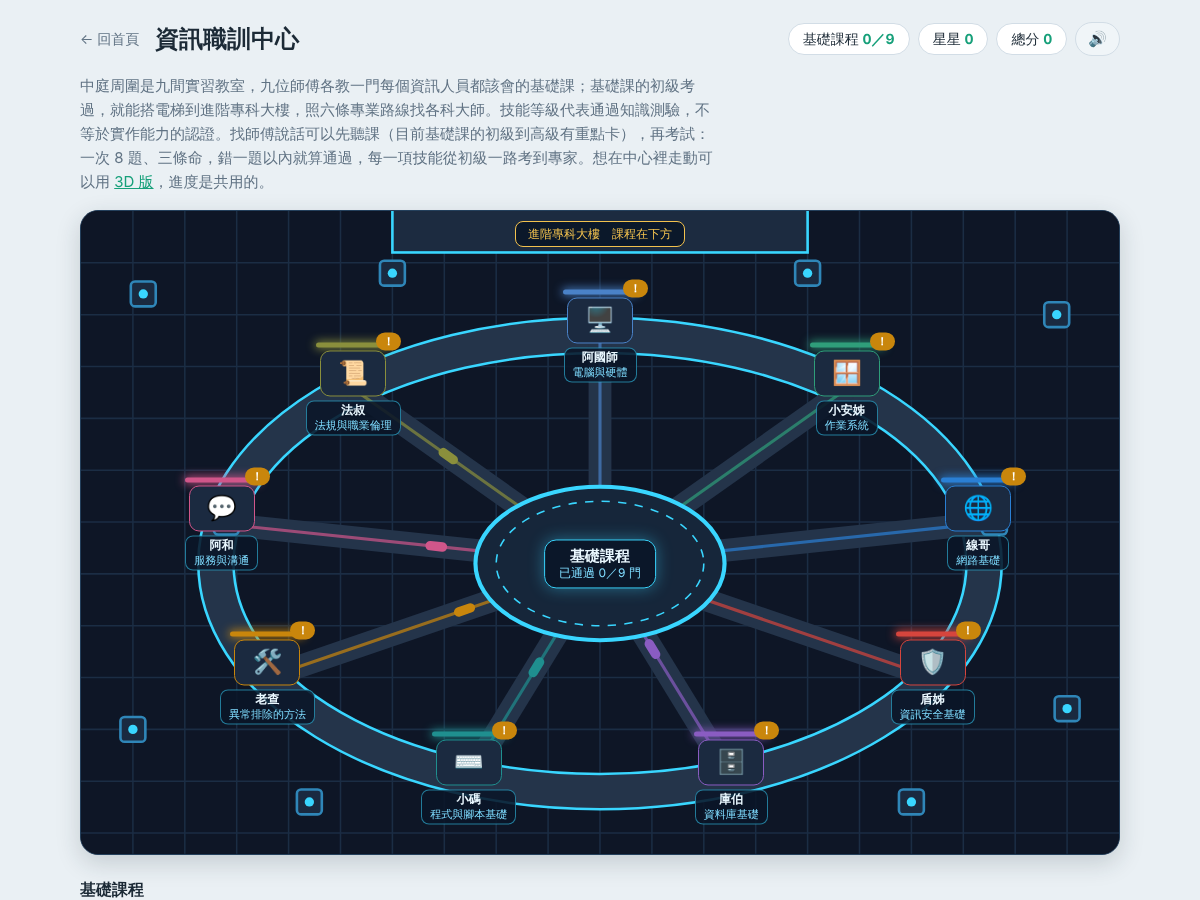 ← 回首頁
資訊職訓中心
基礎課程 0／9
星星 0
總分 0
中庭周圍是九間實習教室，九位師傅各教一門每個資訊人員都該會的基礎課；基礎課的初級考
過，就能搭電梯到進階專科大樓，照六條專業路線找各科大師。技能等級代表通過知識測驗，不
等於實作能力的認證。找師傅說話可以先聽課（目前基礎課的初級到高級有重點卡），再考試：
一次 8 題、三條命，錯一題以內就算通過，每一項技能從初級一路考到專家。想在中心裡走動可
以用 3D 版，進度是共用的。
進階專科大樓　課程在下方
!
阿國師
電腦與硬體
!
法叔
法規與職業倫理
!
小安姊
作業系統
!
阿和
服務與溝通
!
線哥
網路基礎
基礎課程
已通過 0／9 門
!
老查
異常排除的方法
!
盾姊
資訊安全基礎
!
小碼
程式與腳本基礎
!
庫伯
資料庫基礎
基礎課程